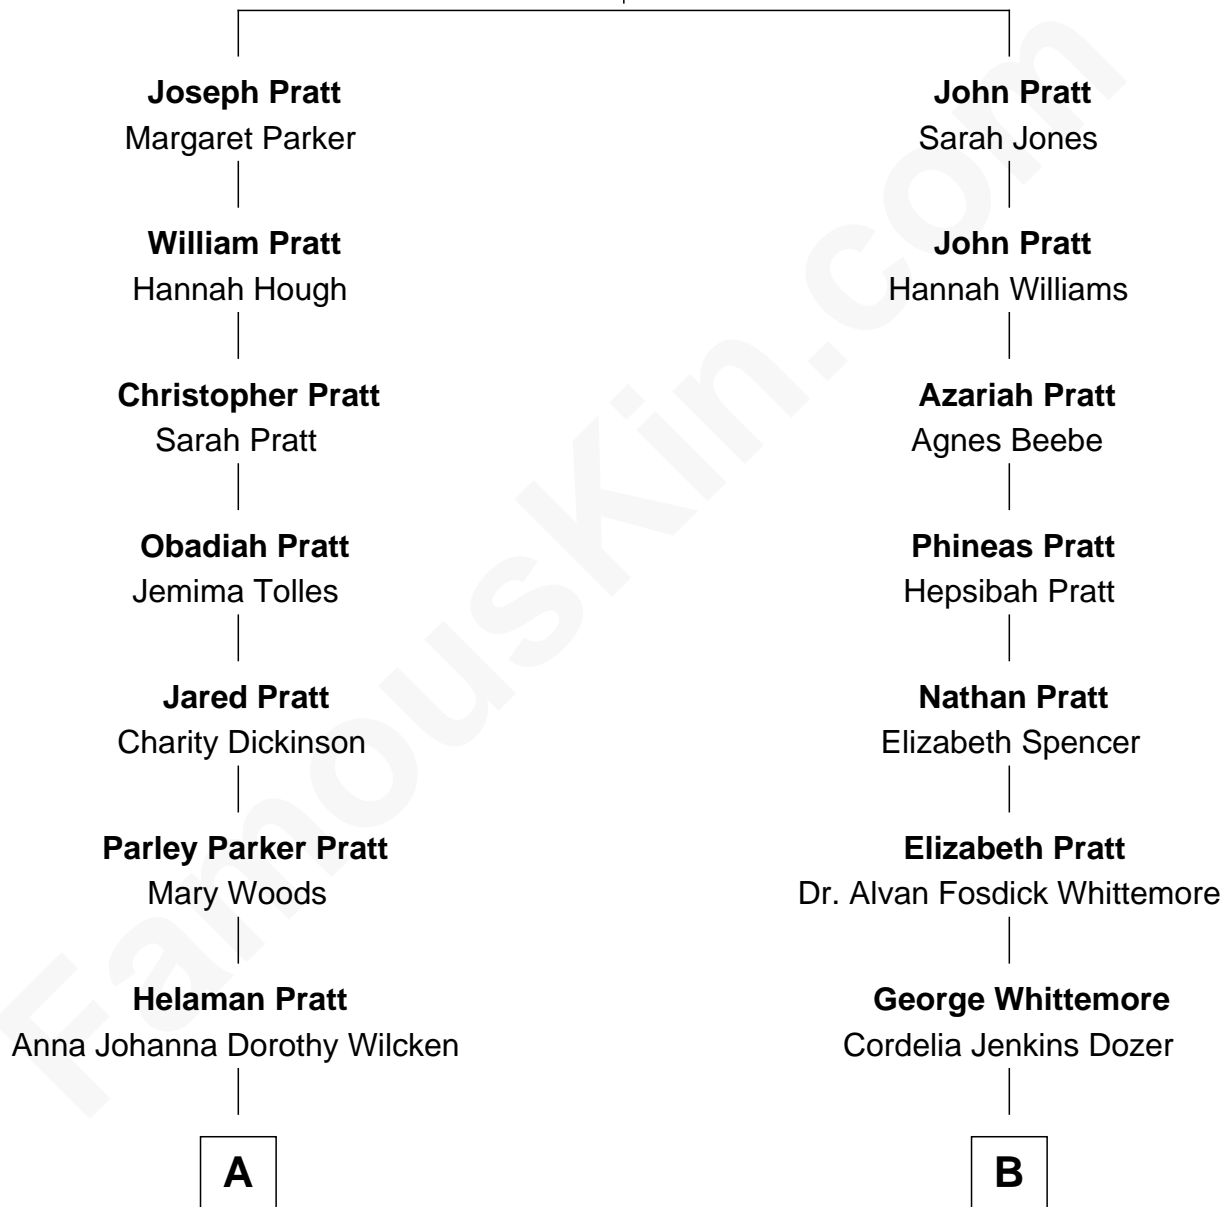 Joseph Pratt
Margaret Parker
William Pratt
Hannah Hough
Christopher Pratt
Sarah Pratt
Obadiah Pratt
Jemima Tolles
Jared Pratt
Charity Dickinson
Parley Parker Pratt
Mary Woods
Helaman Pratt
Anna Johanna Dorothy Wilcken
A
John Pratt
Sarah Jones
John Pratt
Hannah Williams
Azariah Pratt
Agnes Beebe
Phineas Pratt
Hepsibah Pratt
Nathan Pratt
Elizabeth Spencer
Elizabeth Pratt
Dr. Alvan Fosdick Whittemore
George Whittemore
Cordelia Jenkins Dozer
B
FamousKin.com